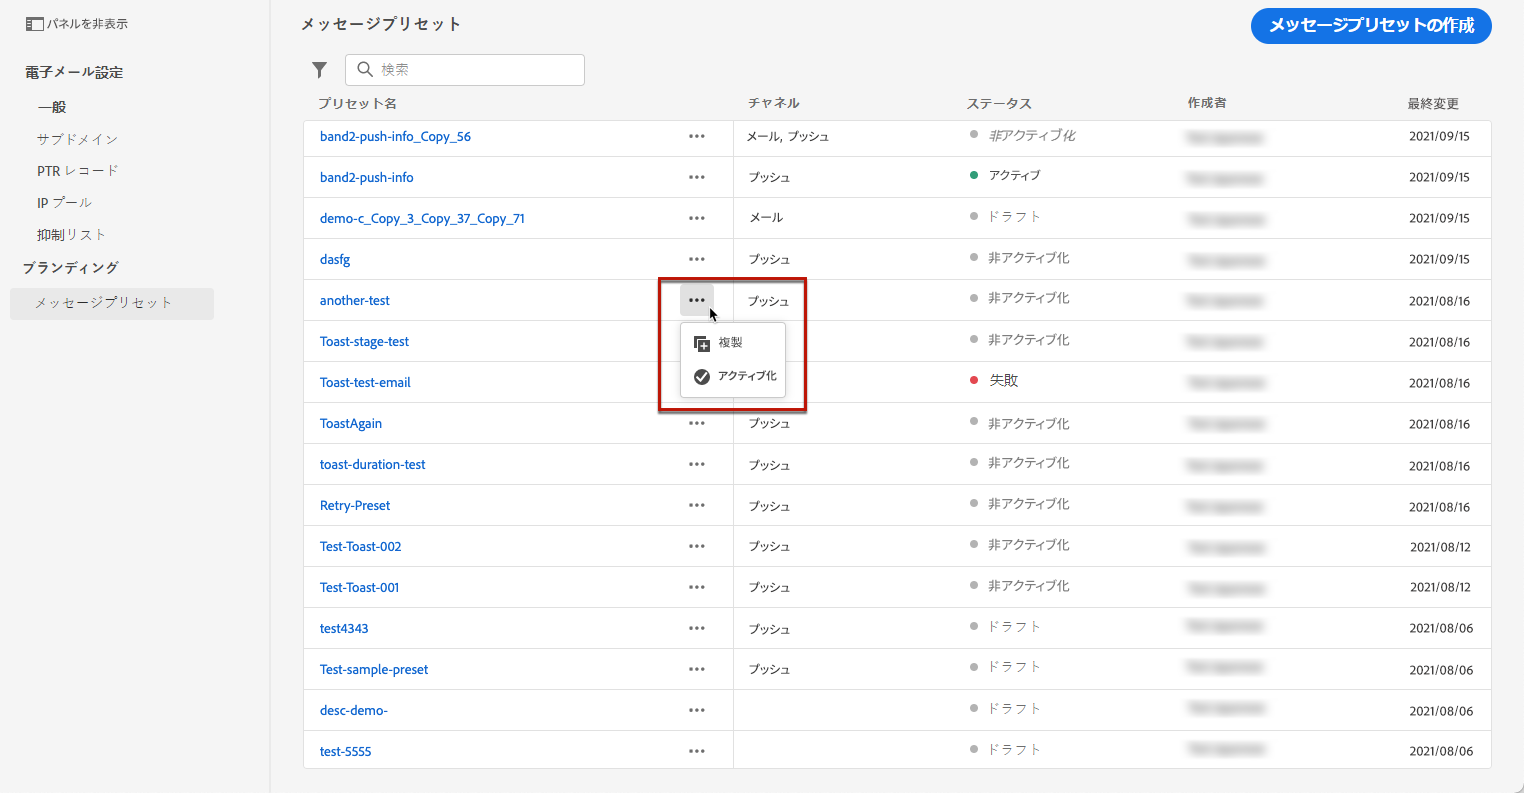 パネルを非表示
メッセージプリセット
メッセージプリセットの作成
電子メール設定
一般
サブドメイン
PTR レコード
IP プール
抑制リスト
ブランディング
メッセージプリセット
検索
プリセット名 チャネル ステータス 作成者 最終変更
band2-push-info_Copy_56 メール, プッシュ 非アクティブ化 2021/09/15
band2-push-info プッシュ アクティブ 2021/09/15
demo-c_Copy_3_Copy_37_Copy_71 メール ドラフト 2021/09/15
dasfg プッシュ 非アクティブ化 2021/09/15
another-test プッシュ 非アクティブ化 2021/08/16
Toast-stage-test 複製 非アクティブ化 2021/08/16
Toast-test-email アクティブ化 失敗 2021/08/16
ToastAgain プッシュ 非アクティブ化 2021/08/16
toast-duration-test プッシュ 非アクティブ化 2021/08/16
Retry-Preset プッシュ 非アクティブ化 2021/08/16
Test-Toast-002 プッシュ 非アクティブ化 2021/08/12
Test-Toast-001 プッシュ 非アクティブ化 2021/08/12
test4343 プッシュ ドラフト 2021/08/06
Test-sample-preset プッシュ ドラフト 2021/08/06
desc-demo- ドラフト 2021/08/06
test-5555 ドラフト 2021/08/06